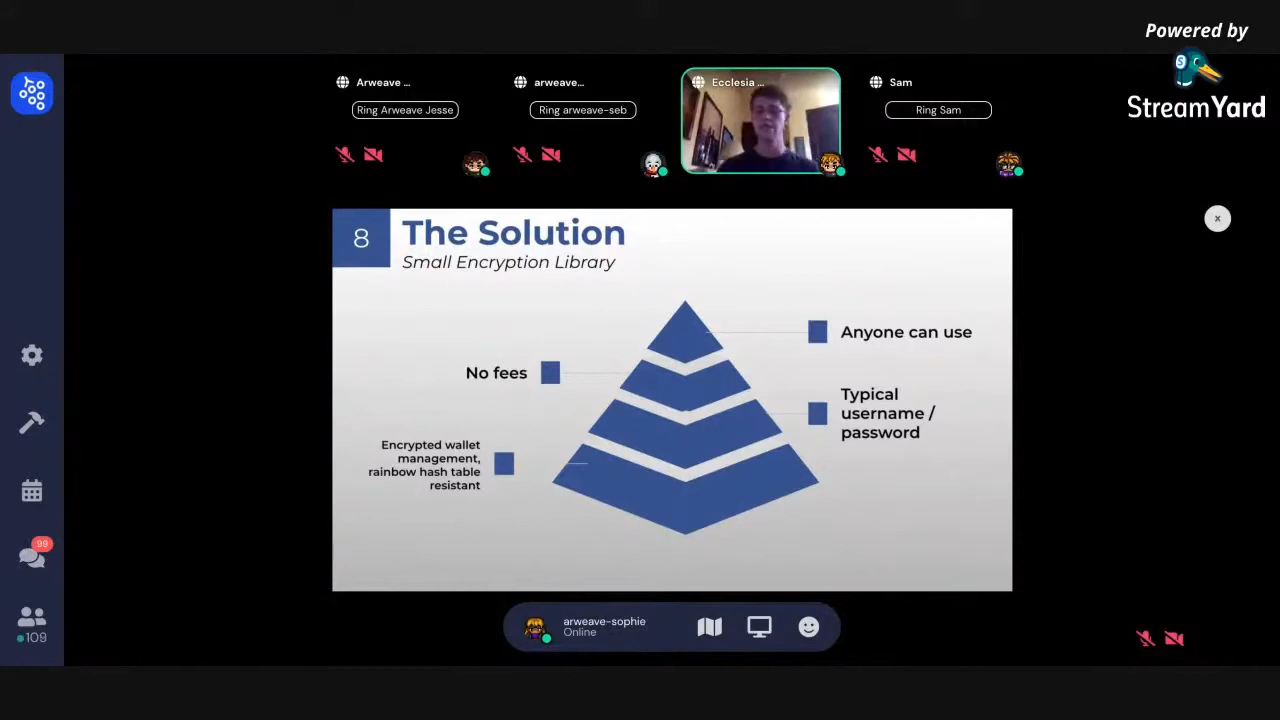 Powered by
StreamYard
Arweave ...
Ring Arweave Jesse
arweave...
Ring arweave-seb
Ecclesia ...
Sam
Ring Sam
8
The Solution
Small Encryption Library
Anyone can use
No fees
Typical
username /
password
Encrypted wallet
management,
rainbow hash table
resistant
99
109
arweave-sophie
Online